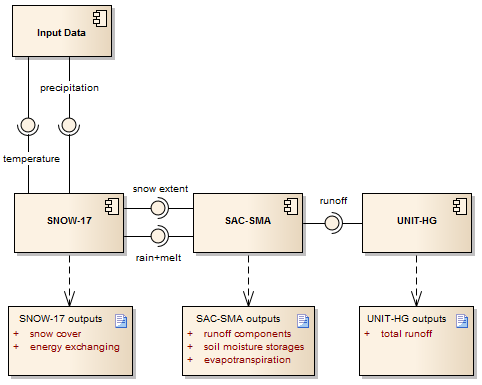 Input Data
precipitation
temperature
snow extent
runoff
SNOW-17
SAC-SMA
UNIT-HG
rain+melt
SNOW-17 outputs
+ snow cover
+ energy exchanging
SAC-SMA outputs
+ runoff components
+ soil moisture storages
+ evapotranspiration
UNIT-HG outputs
+ total runoff